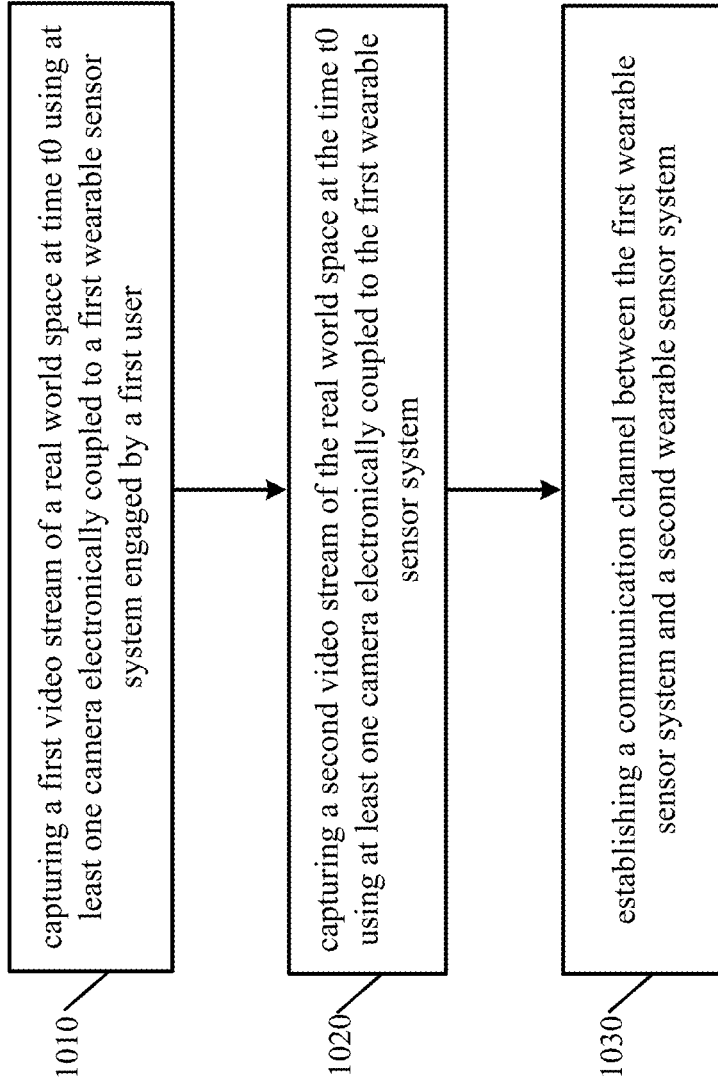 1010
capturing a first video stream of a real world space at time t0 using at
least one camera electronically coupled to a first wearable sensor
system engaged by a first user
1020
capturing a second video stream of the real world space at the time t0
using at least one camera electronically coupled to the first wearable
sensor system
1030
establishing a communication channel between the first wearable
sensor system and a second wearable sensor system